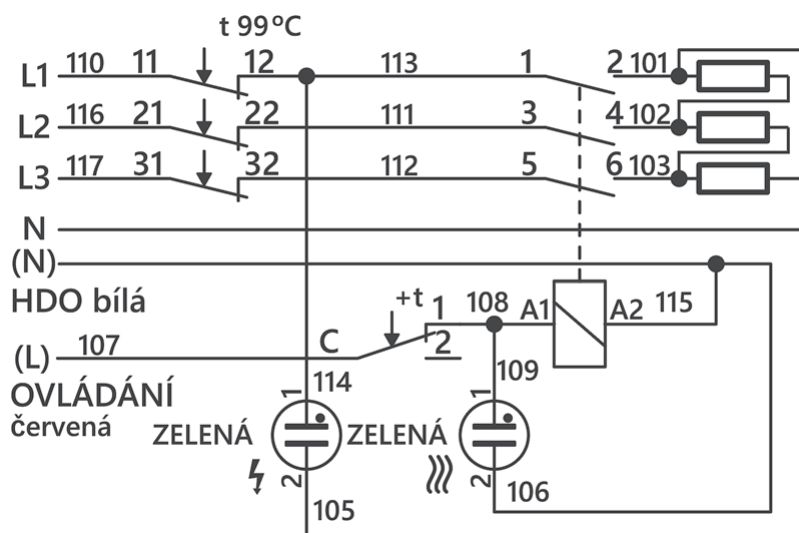 t 99°C
L1 110 11 12 113 1 2 101
L2 116 21 22 111 3 4 102
L3 117 31 32 112 5 6 103
N
(N)
HDO bílá
+t 1 108 A1 A2 115
(L) 107 C 2
109
OVLÁDÁNÍ 1 114 1
červená ZELENÁ ZELENÁ
2 2 106
105